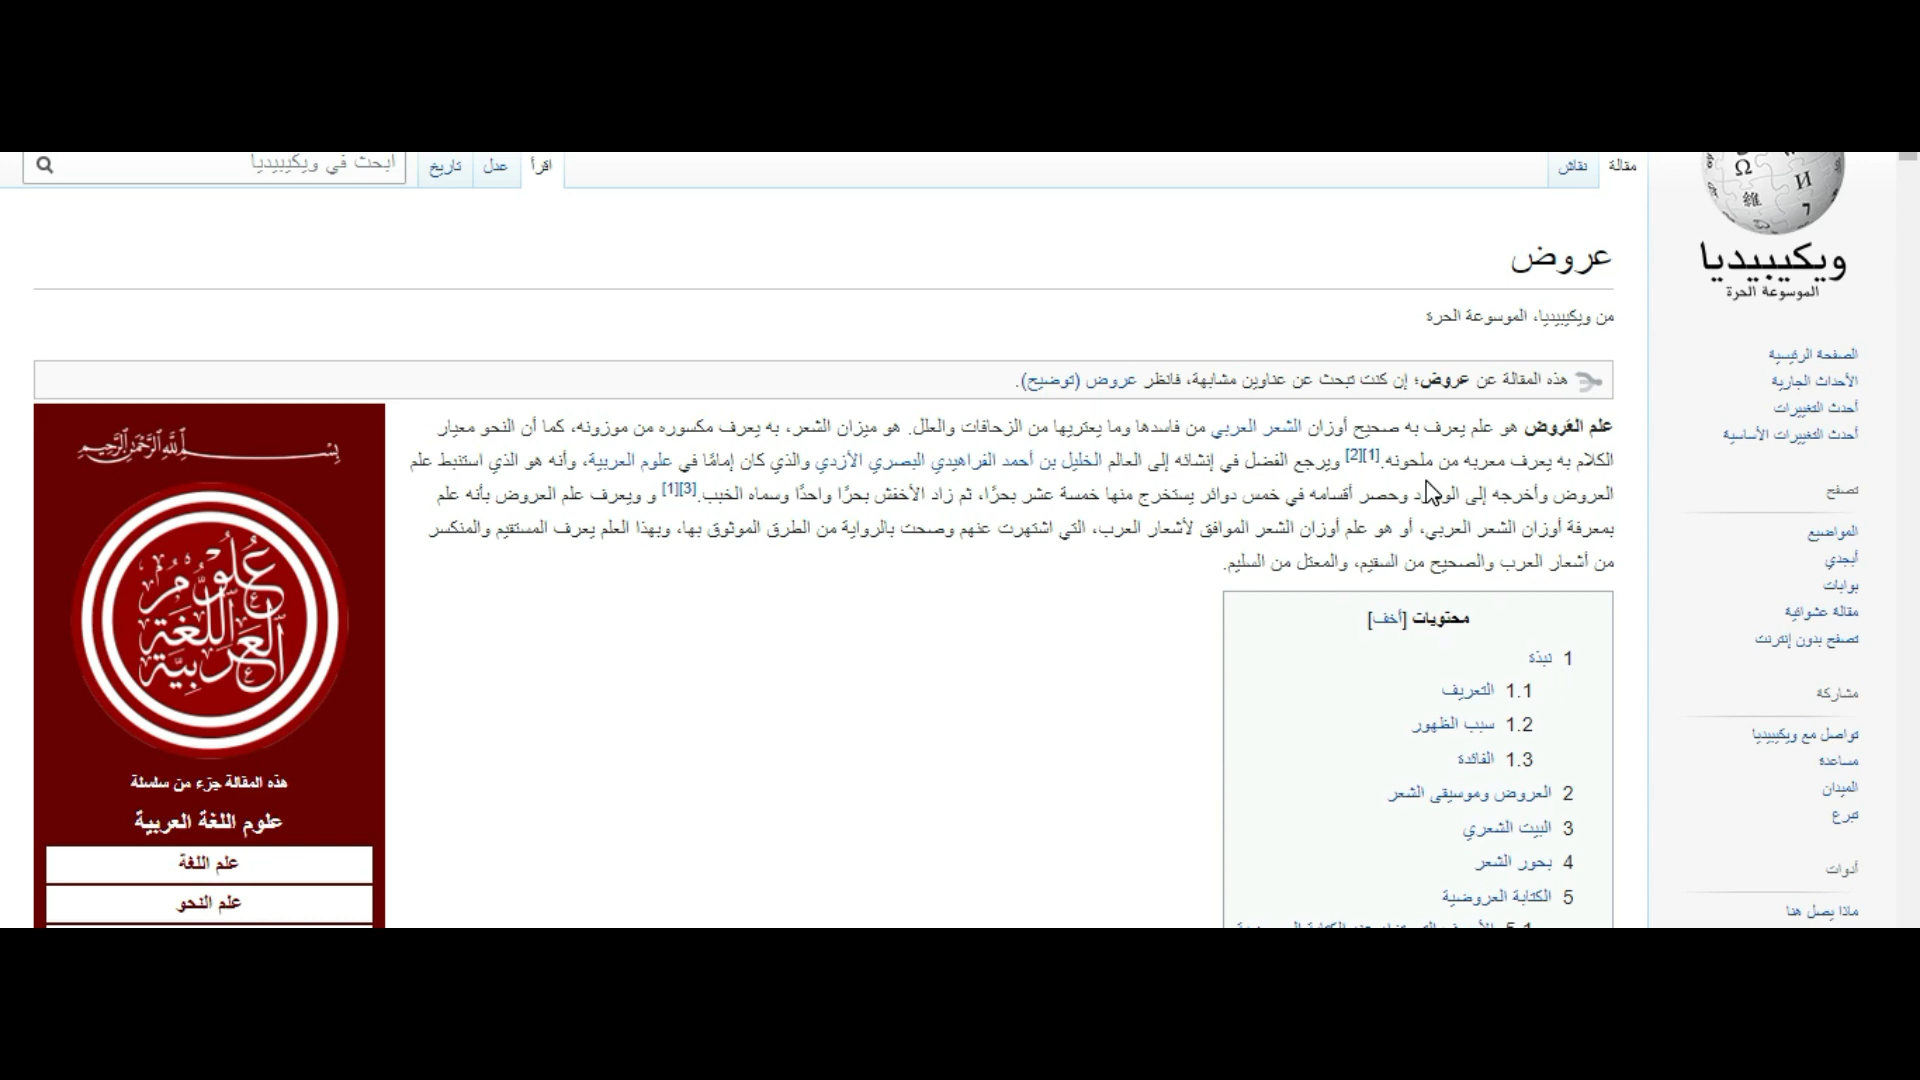 مقالة
نقاش
اقرأ
عدل
تاريخ
ابحث في ويكيبيديا
ويكيبيديا
الموسوعة الحرة
عروض
من ويكيبيديا، الموسوعة الحرة
هذه المقالة عن عروض؛ إن كنت تبحث عن عناوين مشابهة، فانظر عروض (توضيح).
علم العَروض هو علم يعرف به صحيح أوزان الشعر العربي من فاسدها وما يعتريها من الزحافات والعلل. هو ميزان الشعر، به يعرف مكسوره من موزونه، كما أن النحو معيار
الكلام به يعرف معربه من ملحونه.[1][2] ويرجع الفضل في إنشائه إلى العالم الخليل بن أحمد الفراهيدي البصري الأزدي والذي كان إمامًا في علوم العربية، وأنه هو الذي استنبط علم
العروض وأخرجه إلى وحصر أقسامه في خمس دوائر يستخرج منها خمسة عشر بحرًا، ثم زاد الأخفش بحرًا واحدًا وسماه الخبب.[3][1] و ويعرف علم العروض بأنه علم
بمعرفة أوزان الشعر العربي، أو هو علم أوزان الشعر الموافق لأشعار العرب، التي اشتهرت عنهم وصحت بالرواية من الطرق الموثوق بها، وبهذا العلم يعرف المستقيم والمنكسر
من أشعار العرب والصحيح من السقيم، والمعتل من السليم.
محتويات [أخف]
1 نبذة
1.1 التعريف
1.2 سبب الظهور
1.3 الفائدة
2 العروض وموسيقى الشعر
3 البيت الشعري
4 بحور الشعر
5 الكتابة العروضية
بسم الله الرحمن الرحيم
علوم اللغة العربية
هذه المقالة جزء من سلسلة
علوم اللغة العربية
علم اللغة
علم النحو
الصفحة الرئيسية
الأحداث الجارية
أحدث التغييرات
أحدث التغييرات الأساسية
تصفح
المواضيع
أبجدي
بوابات
مقالة عشوائية
تصفح بدون إنترنت
مشاركة
تواصل مع ويكيبيديا
مساعدة
الميدان
تبرع
أدوات
ماذا يصل هنا